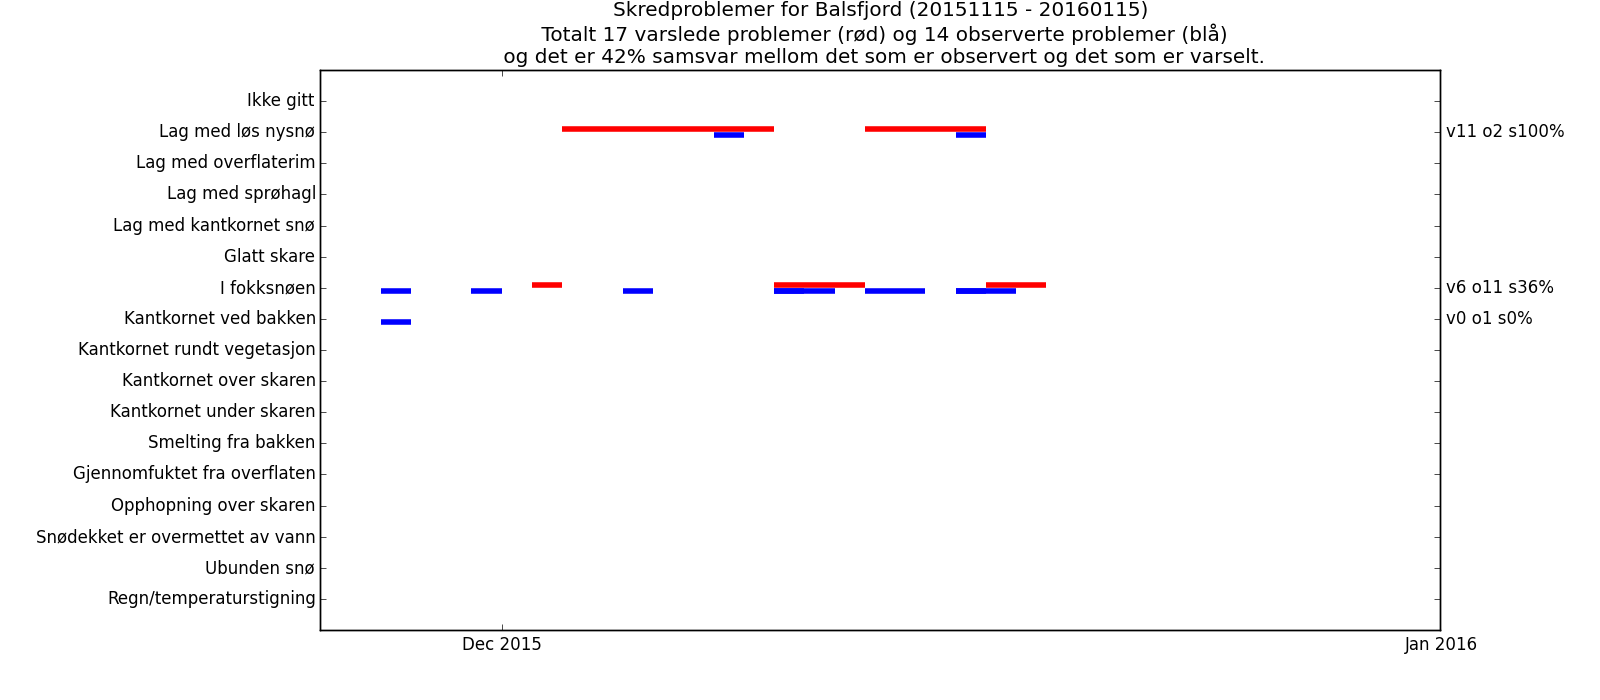 Skredproblemer for Balsfjord (20151115 - 20160115)
Totalt 17 varslede problemer (rød) og 14 observerte problemer (blå)
og det er 42% samsvar mellom det som er observert og det som er varselt.
Ikke gitt
Lag med løs nysnø
v11 o2 s100%
Lag med overflaterim
Lag med sprøhagl
Lag med kantkornet snø
Glatt skare
I fokksnøen
v6 o11 s36%
Kantkornet ved bakken
v0 o1 s0%
Kantkornet rundt vegetasjon
Kantkornet over skaren
Kantkornet under skaren
Smelting fra bakken
Gjennomfuktet fra overflaten
Opphopning over skaren
Snødekket er overmettet av vann
Ubunden snø
Regn/temperaturstigning
Dec 2015
Jan 2016